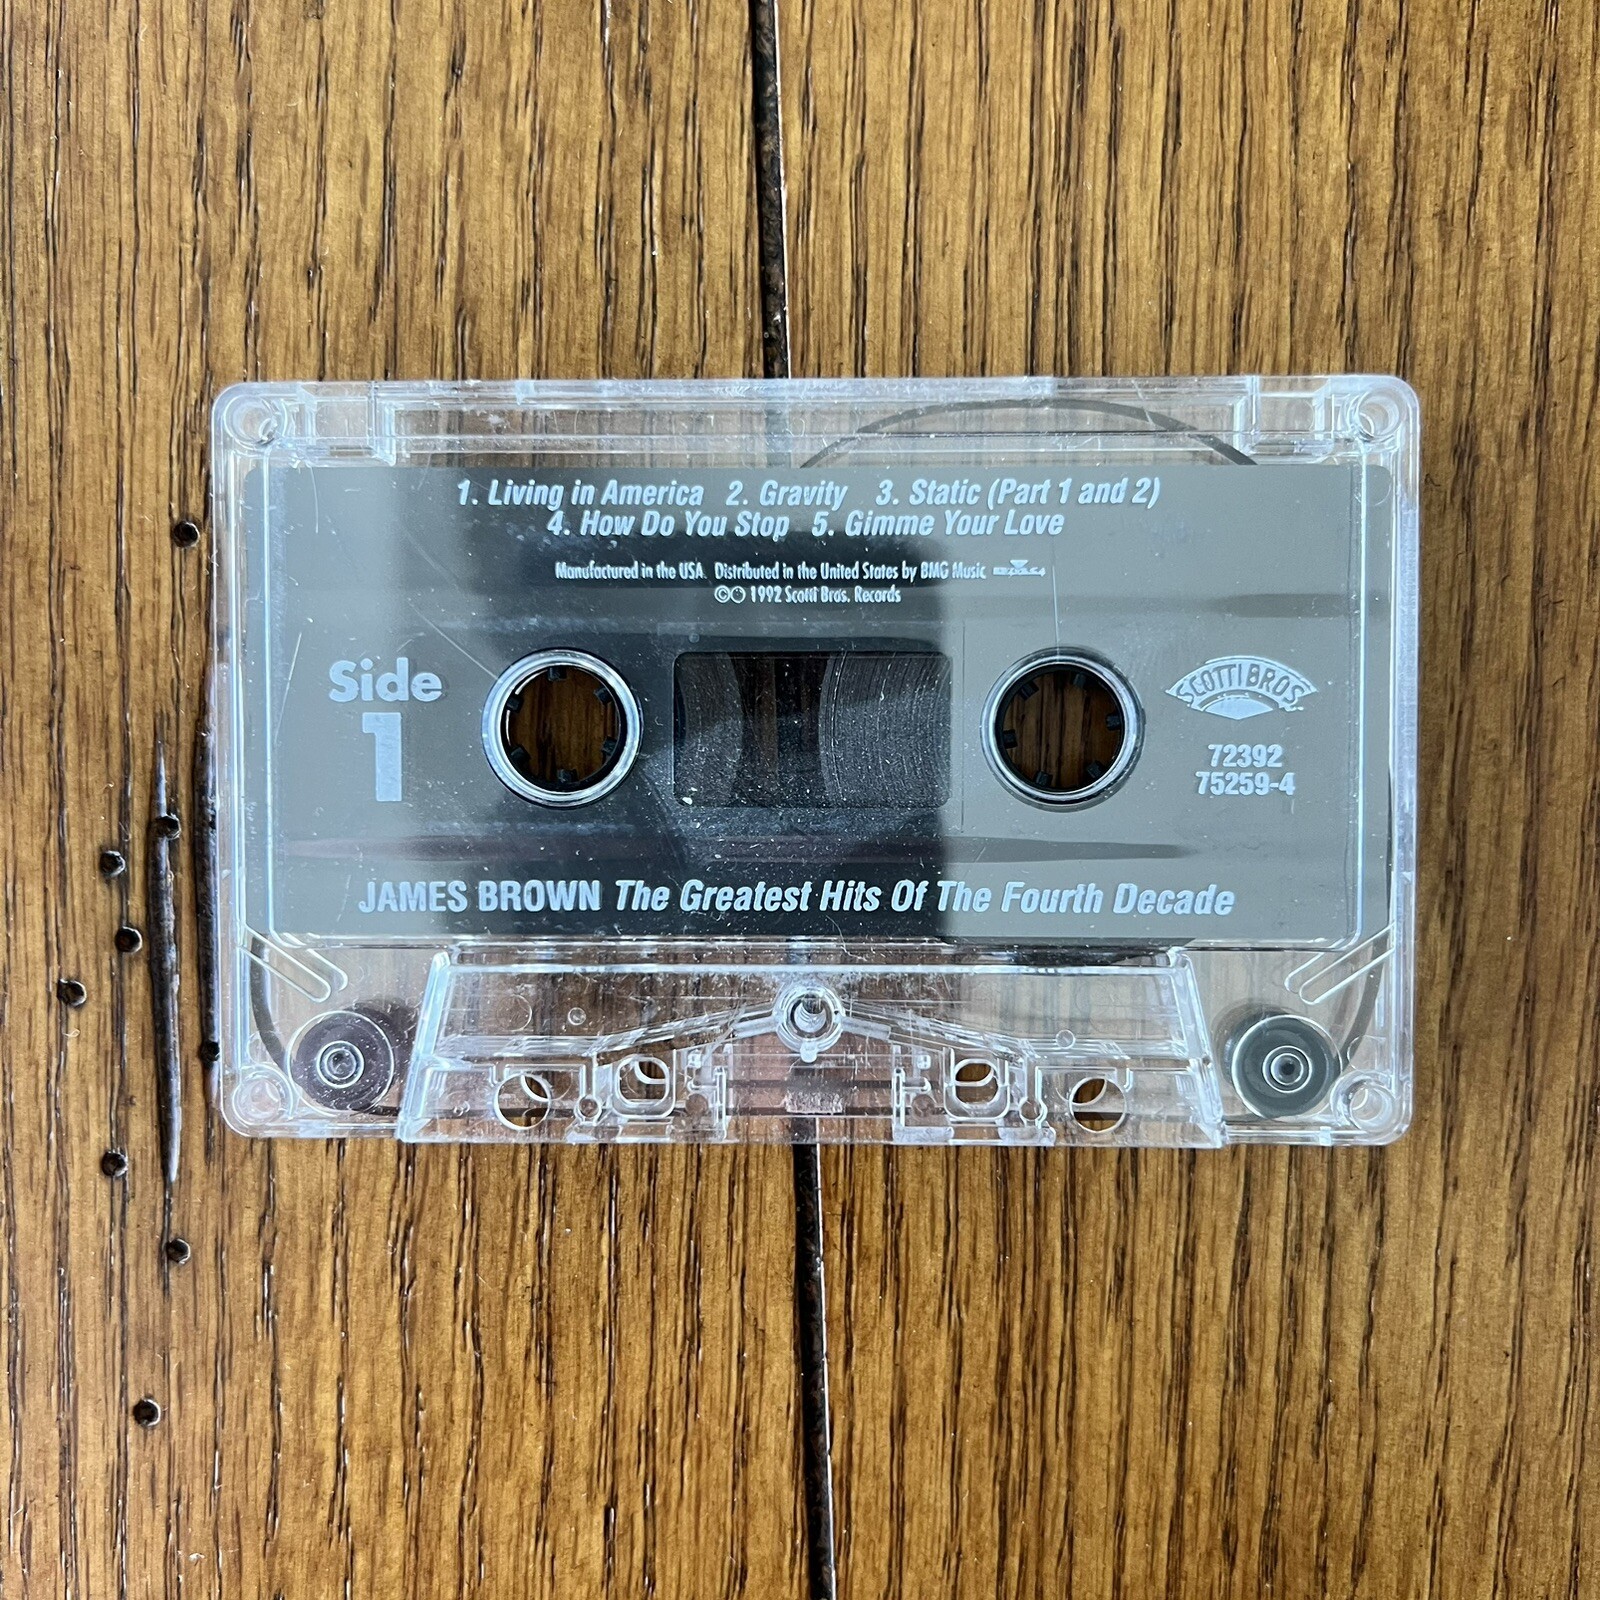 1. Living in America 2. Gravity 3. Static (Part 1 and 2)
4. How Do You Stop 5. Gimme Your Love
Manufactured in the USA. Distributed in the United States by BMG Music
©℗ 1992 Scotti Bros. Records
Side
1
SCOTTI BROS.
72392
75259-4
JAMES BROWN The Greatest Hits Of The Fourth Decade